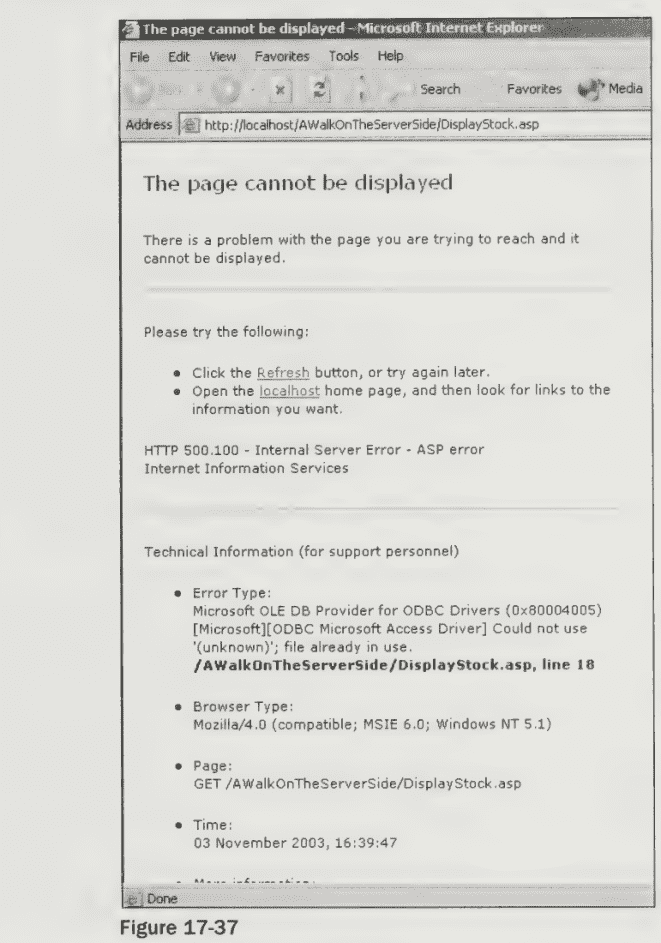 The page cannot be displayed - Microsoft Internet Explorer
File Edit View Favorites Tools Help
Search Favorites Media
Address http://localhost/AWalkOnTheServerSide/DisplayStock.asp
The page cannot be displayed
There is a problem with the page you are trying to reach and it
cannot be displayed.
Please try the following:
• Click the Refresh button, or try again later.
• Open the localhost home page, and then look for links to the
information you want.
HTTP 500.100 - Internal Server Error - ASP error
Internet Information Services
Technical Information (for support personnel)
• Error Type:
Microsoft OLE DB Provider for ODBC Drivers (0x80004005)
[Microsoft][ODBC Microsoft Access Driver] Could not use
'(unknown)'; file already in use.
/AWalkOnTheServerSide/DisplayStock.asp, line 18
• Browser Type:
Mozilla/4.0 (compatible; MSIE 6.0; Windows NT 5.1)
• Page:
GET /AWalkOnTheServerSide/DisplayStock.asp
• Time:
03 November 2003, 16:39:47
Done
Figure 17-37